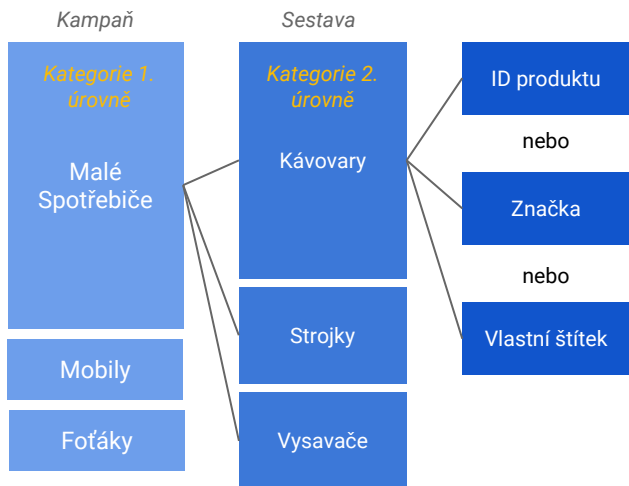 Kampaň
Sestava
Kategorie 1.
úrovně
Malé
Spotřebiče
Mobily
Foťáky
Kategorie 2.
úrovně
Kávovary
Strojky
Vysavače
ID produktu
nebo
Značka
nebo
Vlastní štítek